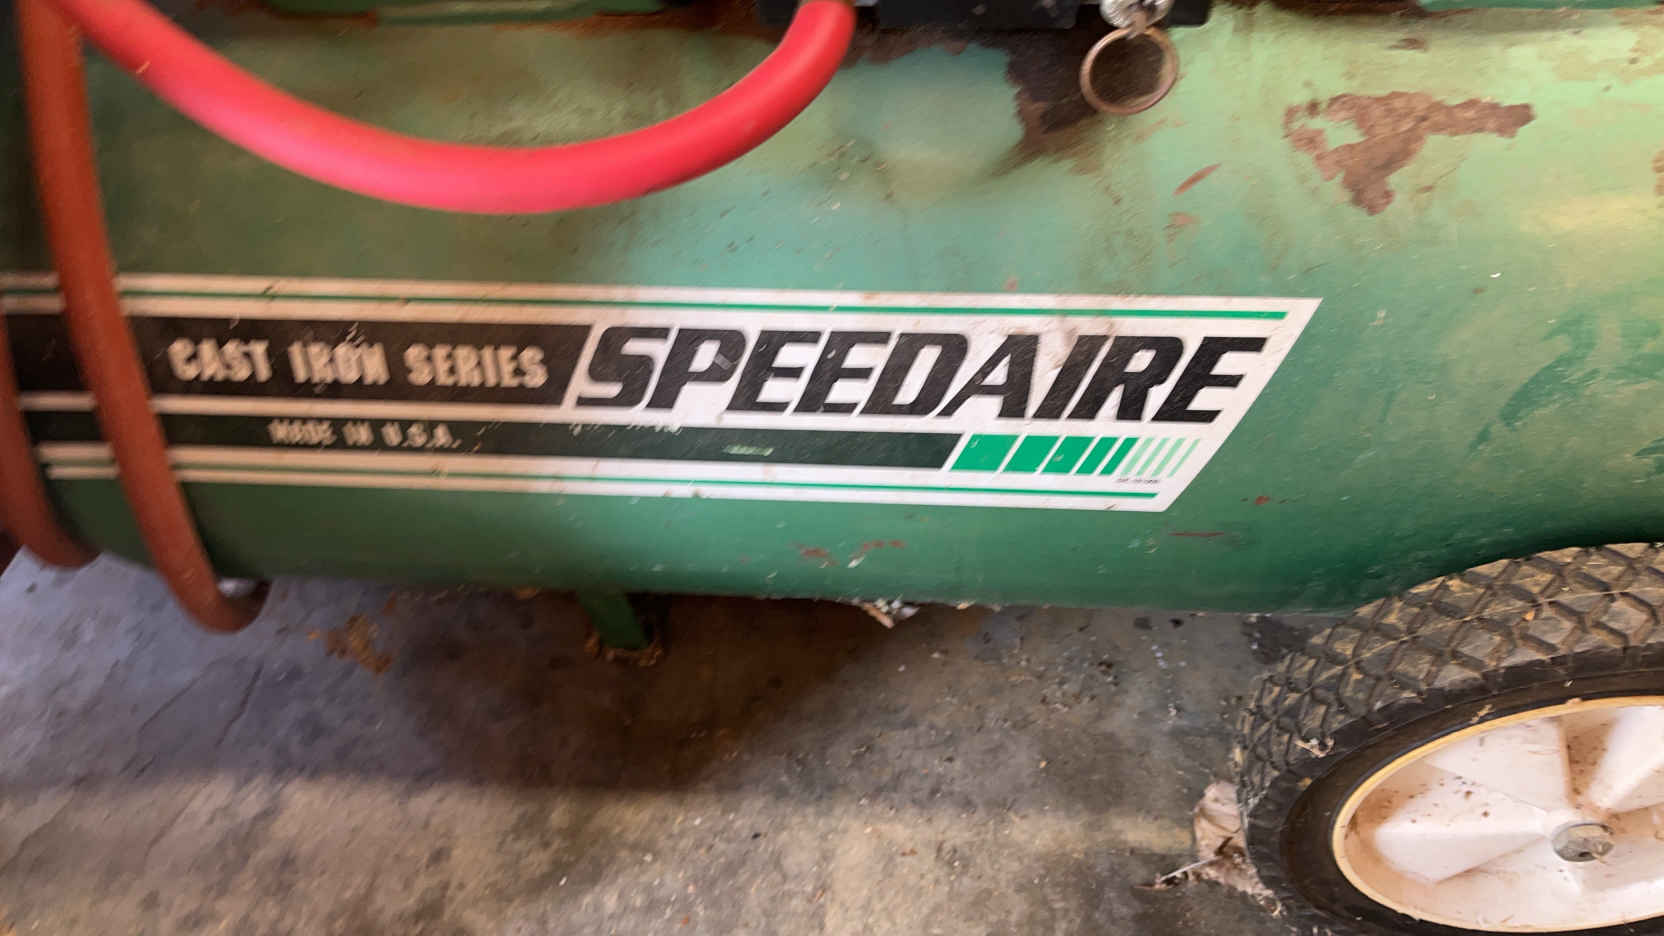 CAST IRON SERIES SPEEDAIRE
MADE IN U.S.A.